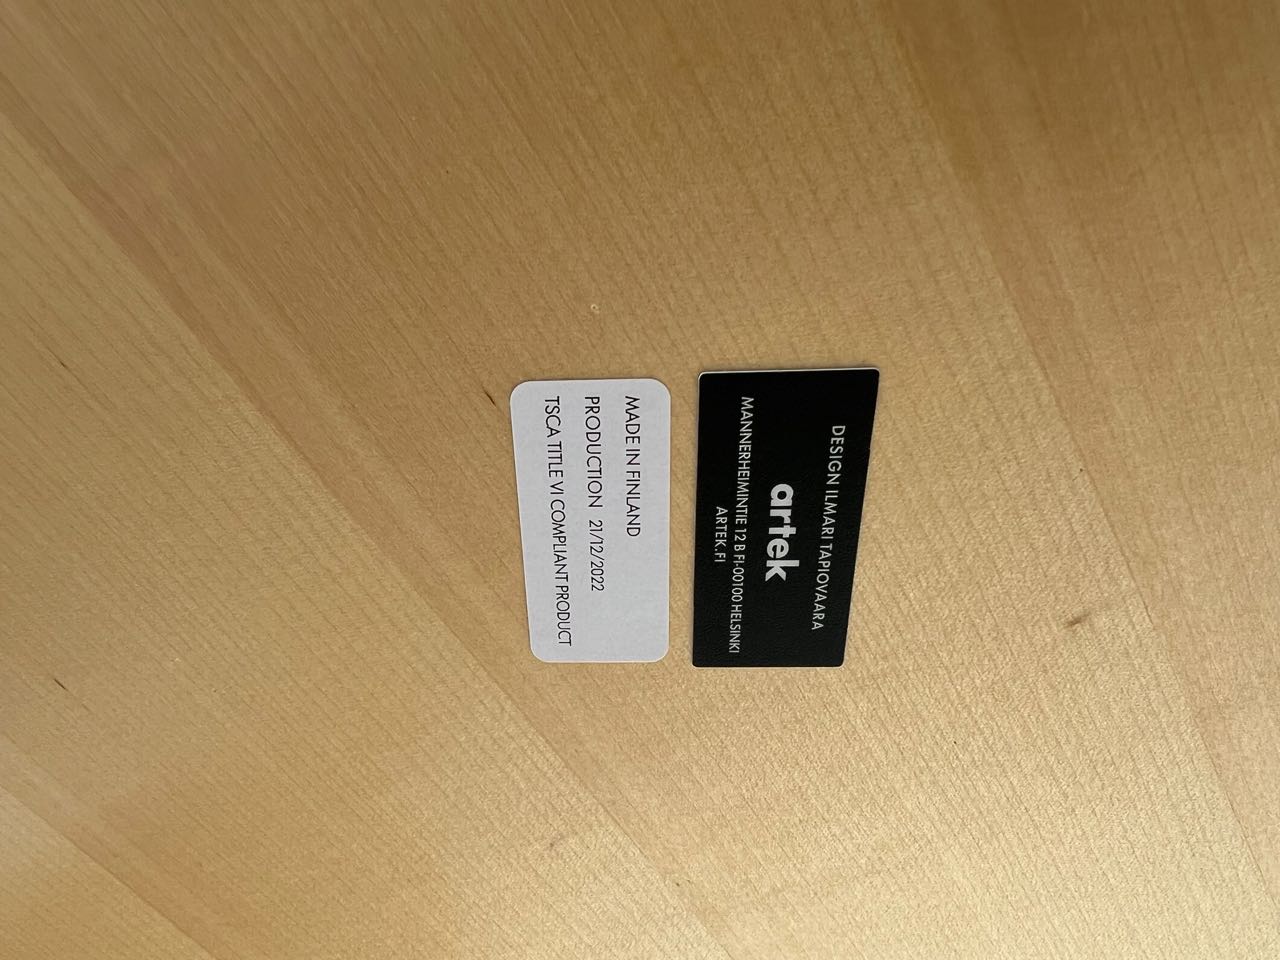 DESIGN ILMARI TAPIOVAARA
artek
MANNERHEIMINTIE 12 B FI-00100 HELSINKI
ARTEK.FI
MADE IN FINLAND
PRODUCTION 21/12/2022
TSCA TITLE VI COMPLIANT PRODUCT